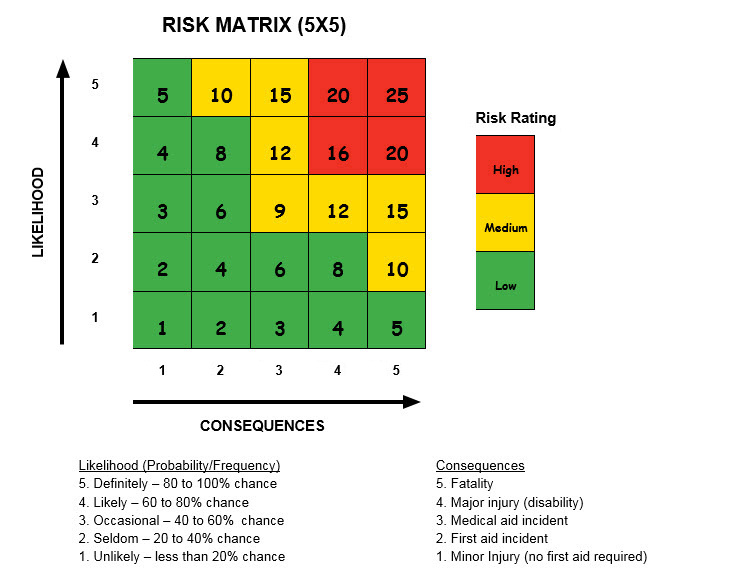 RISK MATRIX (5X5)
5 5 10 15 20 25
Risk Rating
4 4 8 12 16 20
High
LIKELIHOOD
3 3 6 9 12 15
Medium
2 2 4 6 8 10
Low
1 1 2 3 4 5
1 2 3 4 5
CONSEQUENCES
Likelihood (Probability/Frequency)
5. Definitely – 80 to 100% chance
4. Likely – 60 to 80% chance
3. Occasional – 40 to 60%  chance
2. Seldom – 20 to 40% chance
1. Unlikely – less than 20% chance
Consequences
5. Fatality
4. Major injury (disability)
3. Medical aid incident
2. First aid incident
1. Minor Injury (no first aid required)